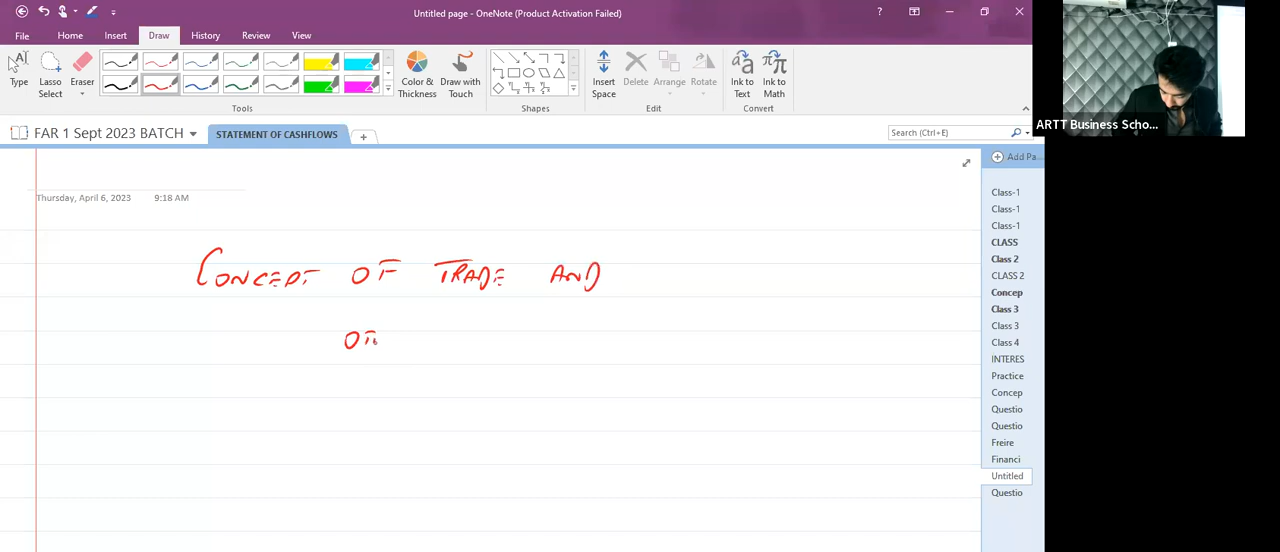 Untitled page - OneNote (Product Activation Failed)
File Home Insert Draw History Review View
Type
Lasso Select
Eraser
Color & Thickness
Draw with Touch
Insert Space
Delete
Arrange
Rotate
Ink to Text
Ink to Math
Tools
Shapes
Edit
Convert
ARTT Business Scho...
FAR 1 Sept 2023 BATCH
STATEMENT OF CASHFLOWS
Search (Ctrl+E)
Add Pa...
Thursday, April 6, 2023 9:18 AM
CONCEPT OF TRADE AND
Class-1
Class-1
Class-1
CLASS
Class 2
CLASS 2
Concep
Class 3
Class 3
Class 4
INTERES
Practice
Concep
Questio
Questio
Freire
Financi
Untitled
Questio